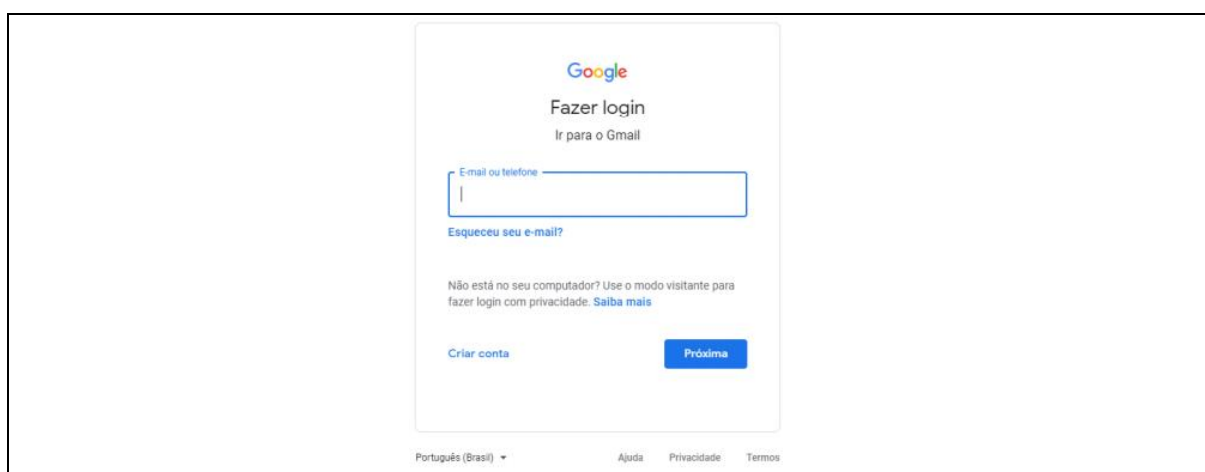 Google
Fazer login
Ir para o Gmail
E-mail ou telefone
Esqueceu seu e-mail?
Não está no seu computador? Use o modo visitante para
fazer login com privacidade. Saiba mais
Criar conta
Próxima
Português (Brasil)
Ajuda
Privacidade
Termos